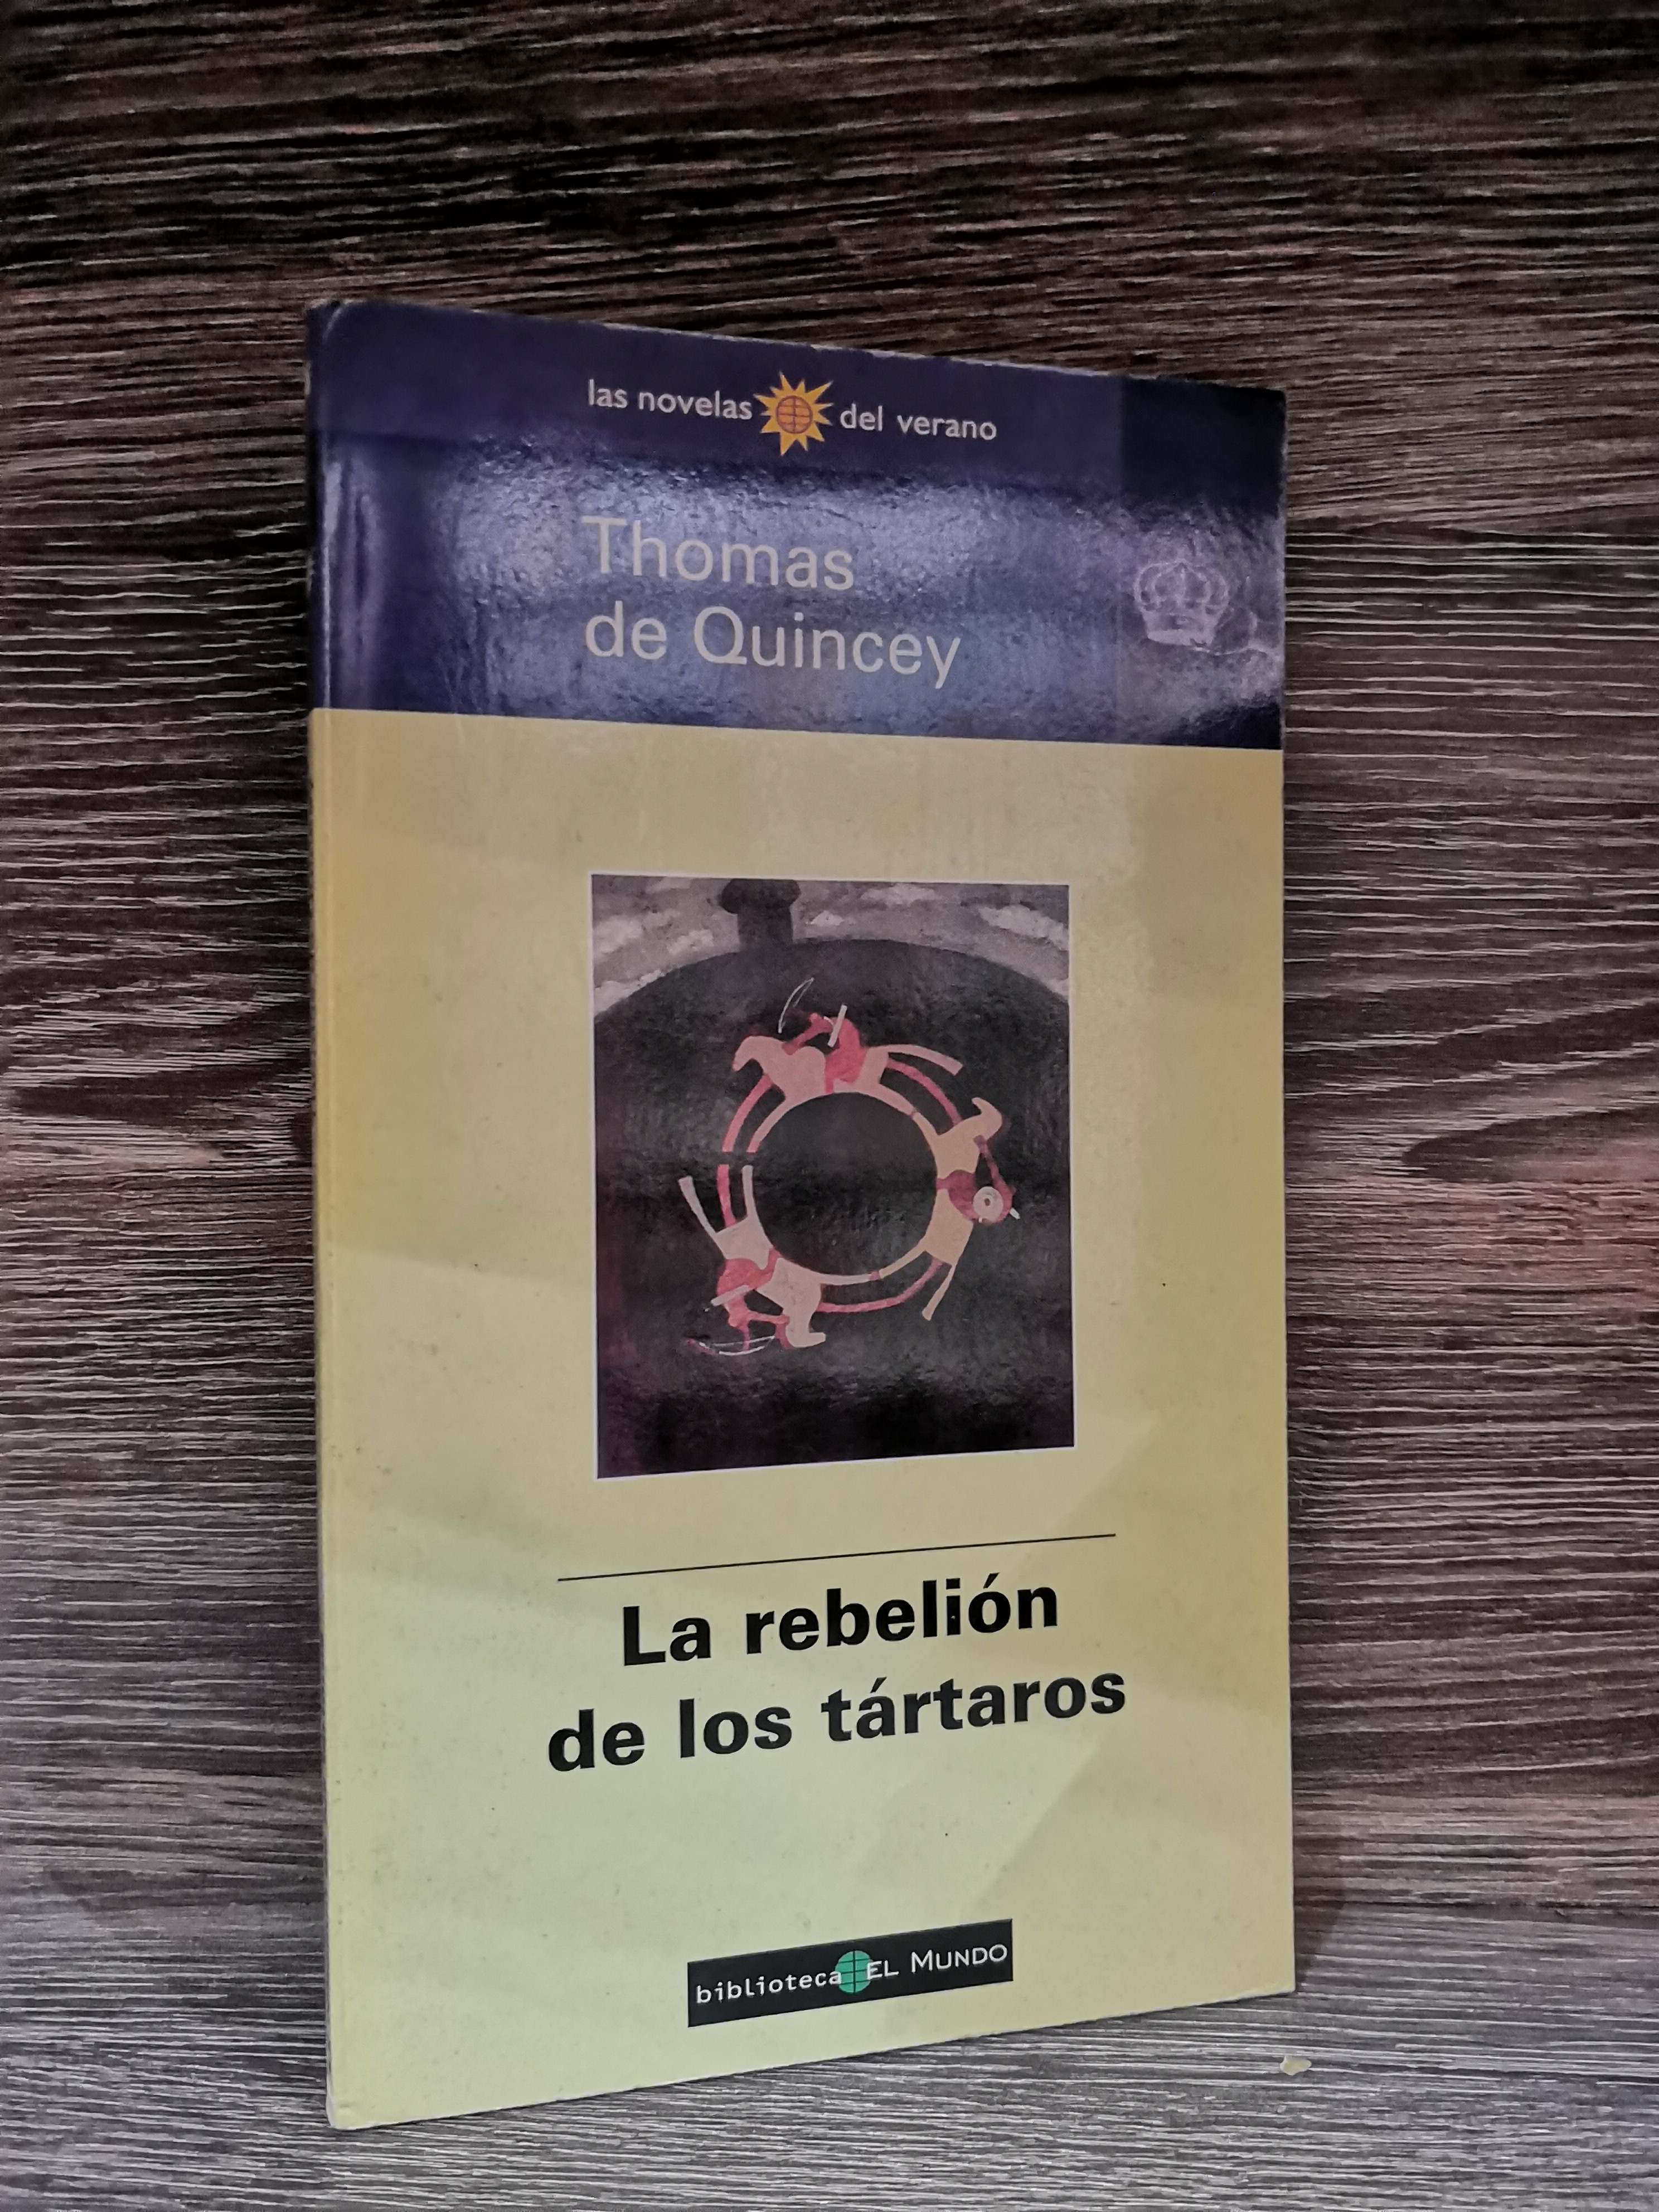 las novelas del verano
Thomas
de Quincey
La rebelión
de los tártaros
biblioteca EL MUNDO